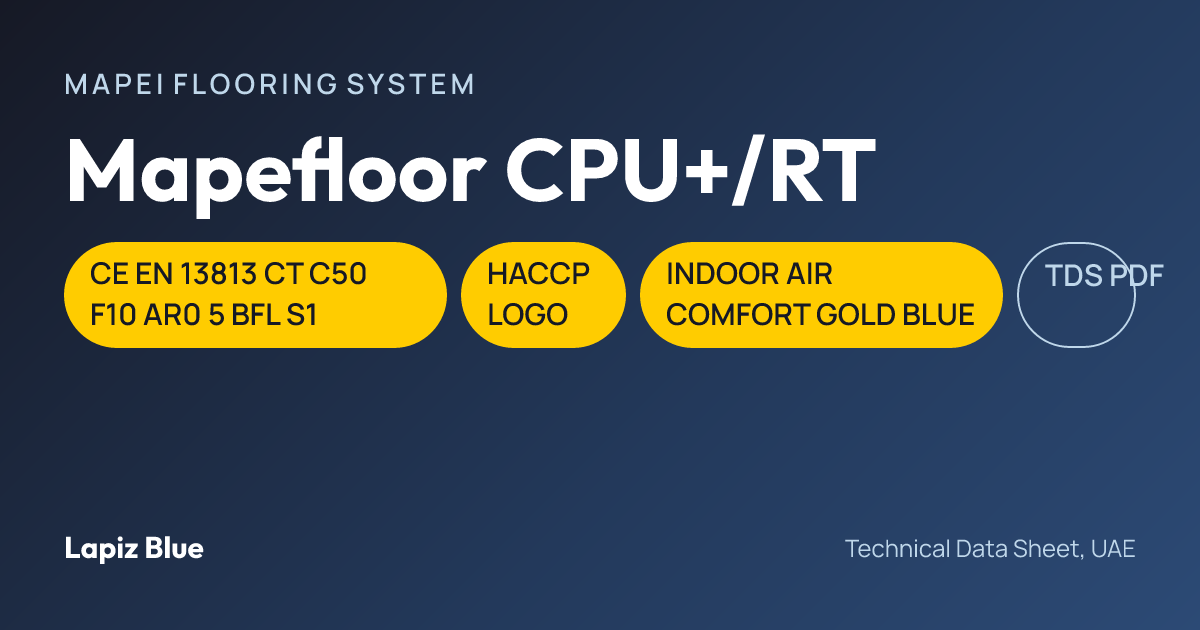 MAPEI FLOORING SYSTEM
Mapefloor CPU+/RT
CE EN 13813 CT C50
F10 AR0 5 BFL S1
HACCP
LOGO
INDOOR AIR
COMFORT GOLD BLUE
TDS PDF
Lapiz Blue
Technical Data Sheet, UAE